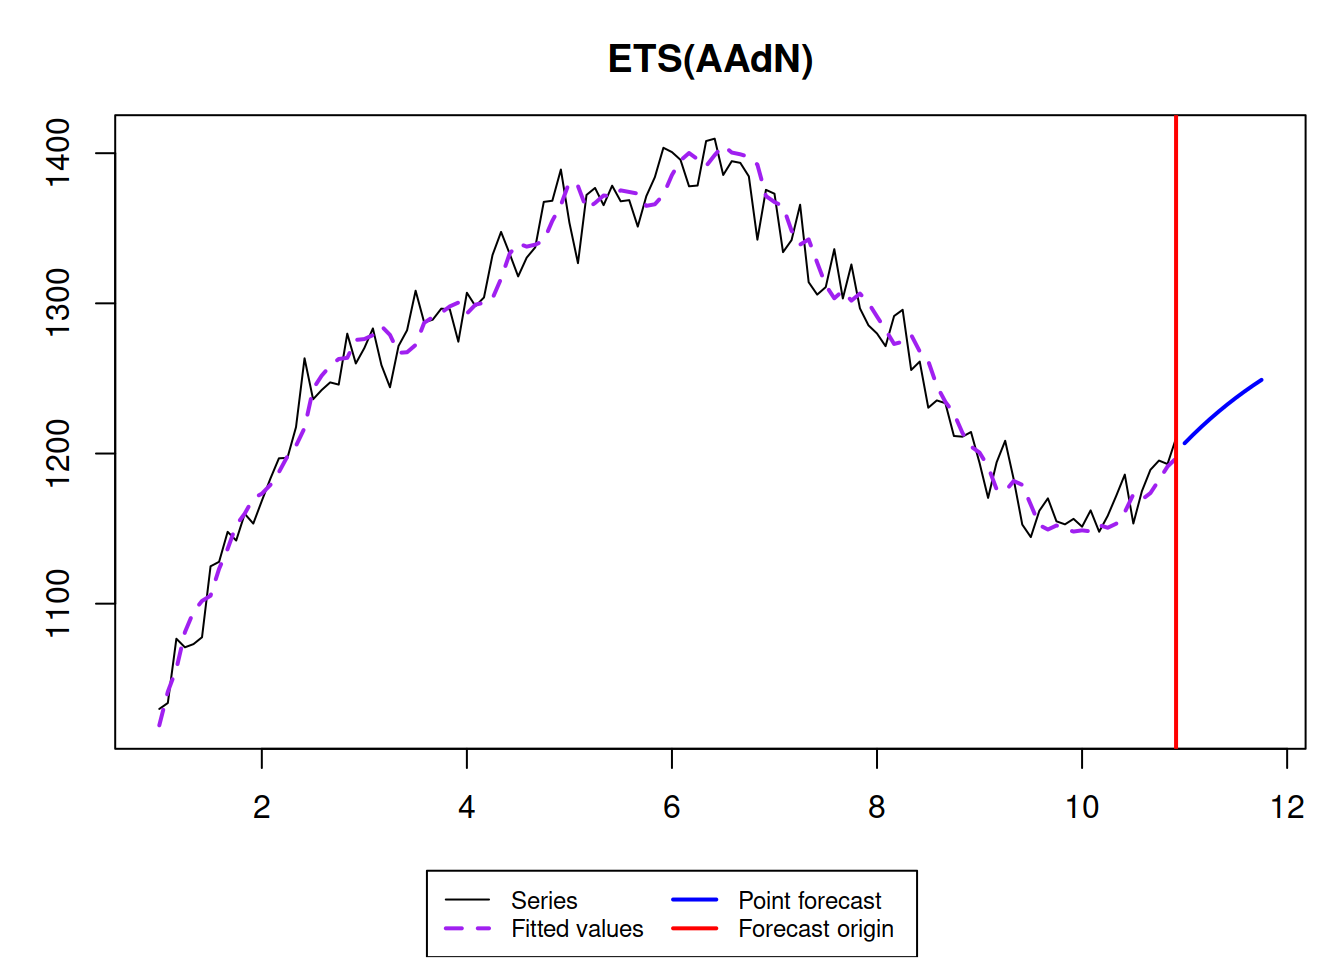 ETS(AAdN)
1400
1300
1200
1100
2 4 6 8 10 12
Series Point forecast
Fitted values Forecast origin